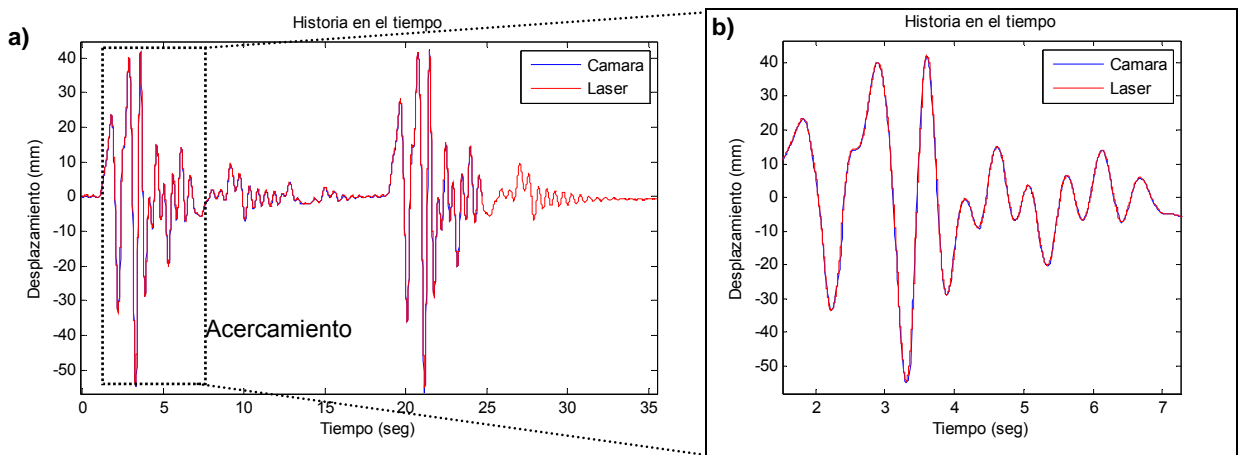 a)
Historia en el tiempo
Desplazamiento (mm)
40
30
20
10
0
-10
-20
-30
-40
-50
Camara
Laser
Acercamiento
0
5
10
15
20
25
30
35
Tiempo (seg)
b)
Historia en el tiempo
Desplazamiento (mm)
40
30
20
10
0
-10
-20
-30
-40
-50
Camara
Laser
2
3
4
5
6
7
Tiempo (seg)